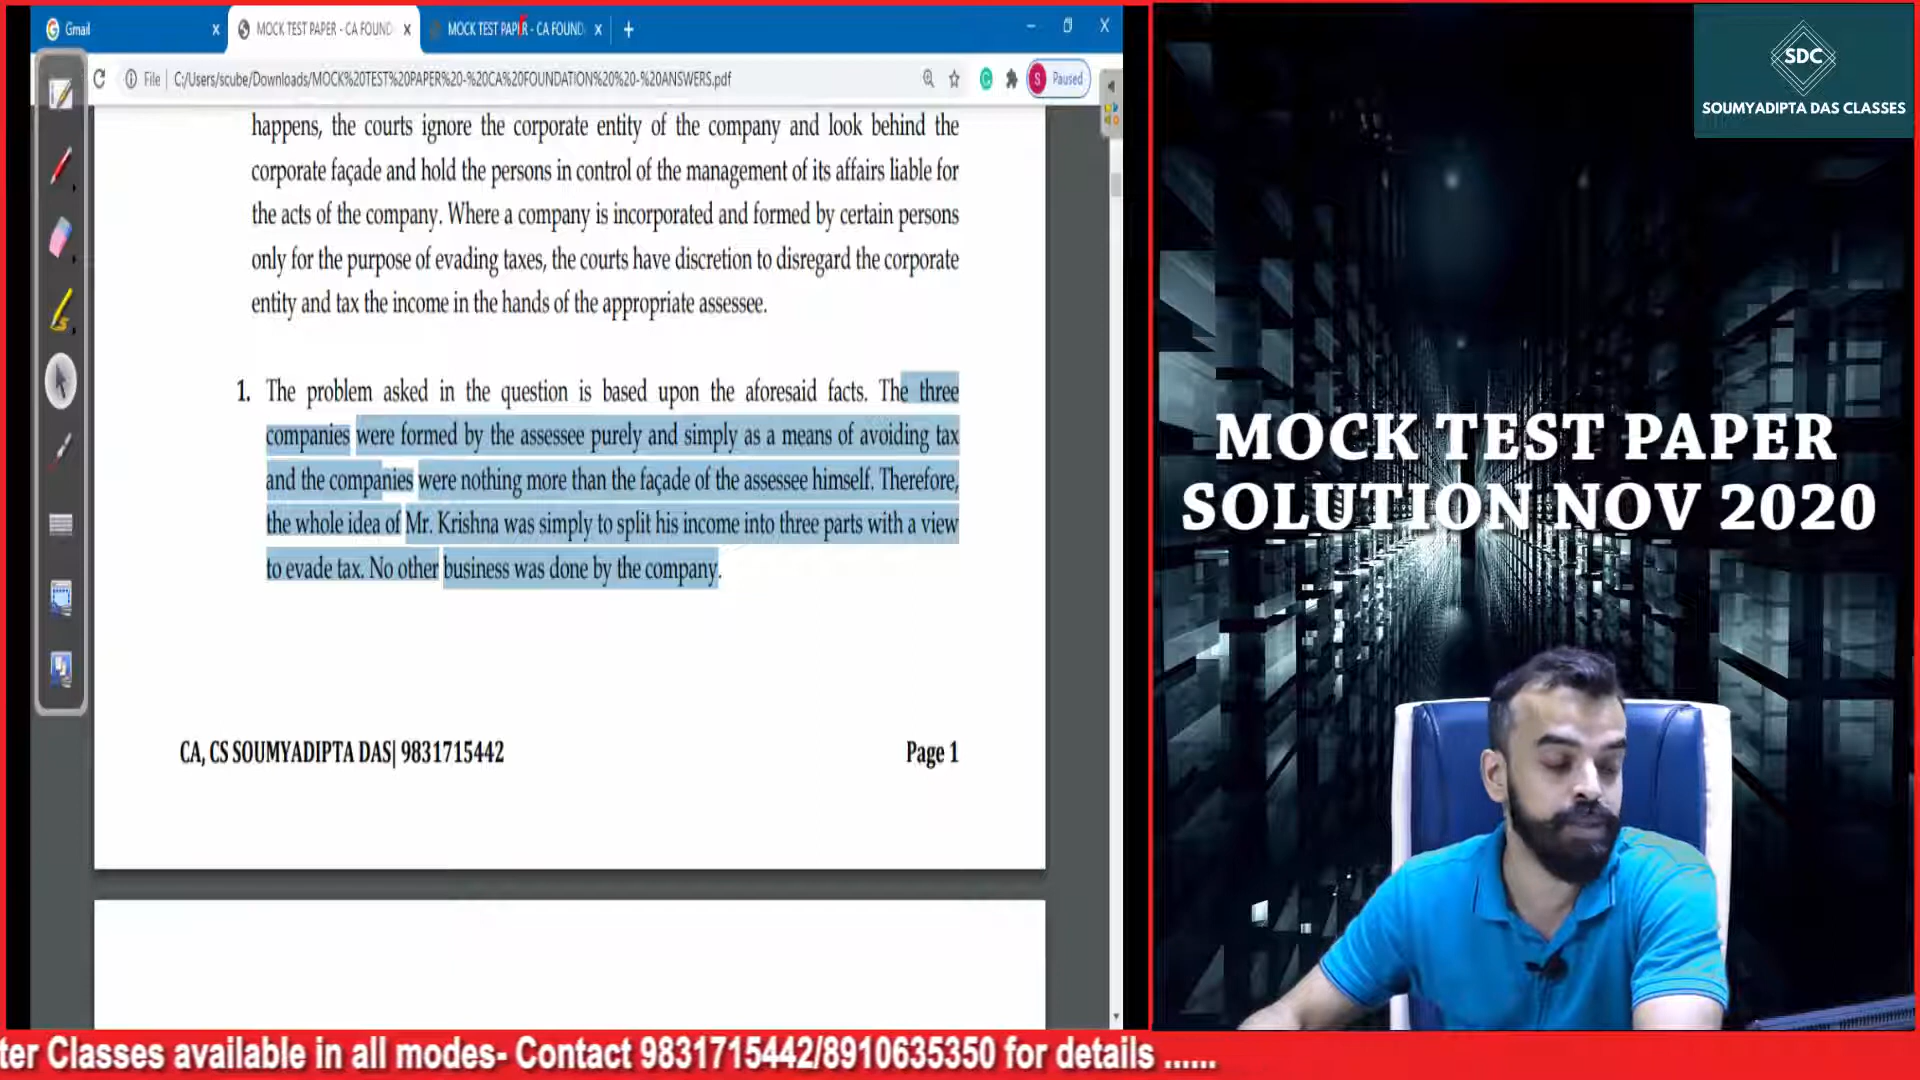 Gmail
MOCK TEST PAPER - CA FOUND
MOCK TEST PAPER - CA FOUND
File
C:/Users/scube/Downloads/MOCK%20TEST%20PAPER%20-%20CA%20FOUNDATION%20%20-%20ANSWERS.pdf
S
Paused
SDC
SOUMYADIPTA DAS CLASSES
happens, the courts ignore the corporate entity of the company and look behind the
corporate façade and hold the persons in control of the management of its affairs liable for
the acts of the company. Where a company is incorporated and formed by certain persons
only for the purpose of evading taxes, the courts have discretion to disregard the corporate
entity and tax the income in the hands of the appropriate assessee.
1. The problem asked in the question is based upon the aforesaid facts. The three
companies were formed by the assessee purely and simply as a means of avoiding tax
and the companies were nothing more than the façade of the assessee himself. Therefore,
the whole idea of Mr. Krishna was simply to split his income into three parts with a view
to evade tax. No other business was done by the company.
CA, CS SOUMYADIPTA DAS| 9831715442
Page 1
MOCK TEST PAPER
SOLUTION NOV 2020
ter Classes available in all modes- Contact 9831715442/8910635350 for details ......